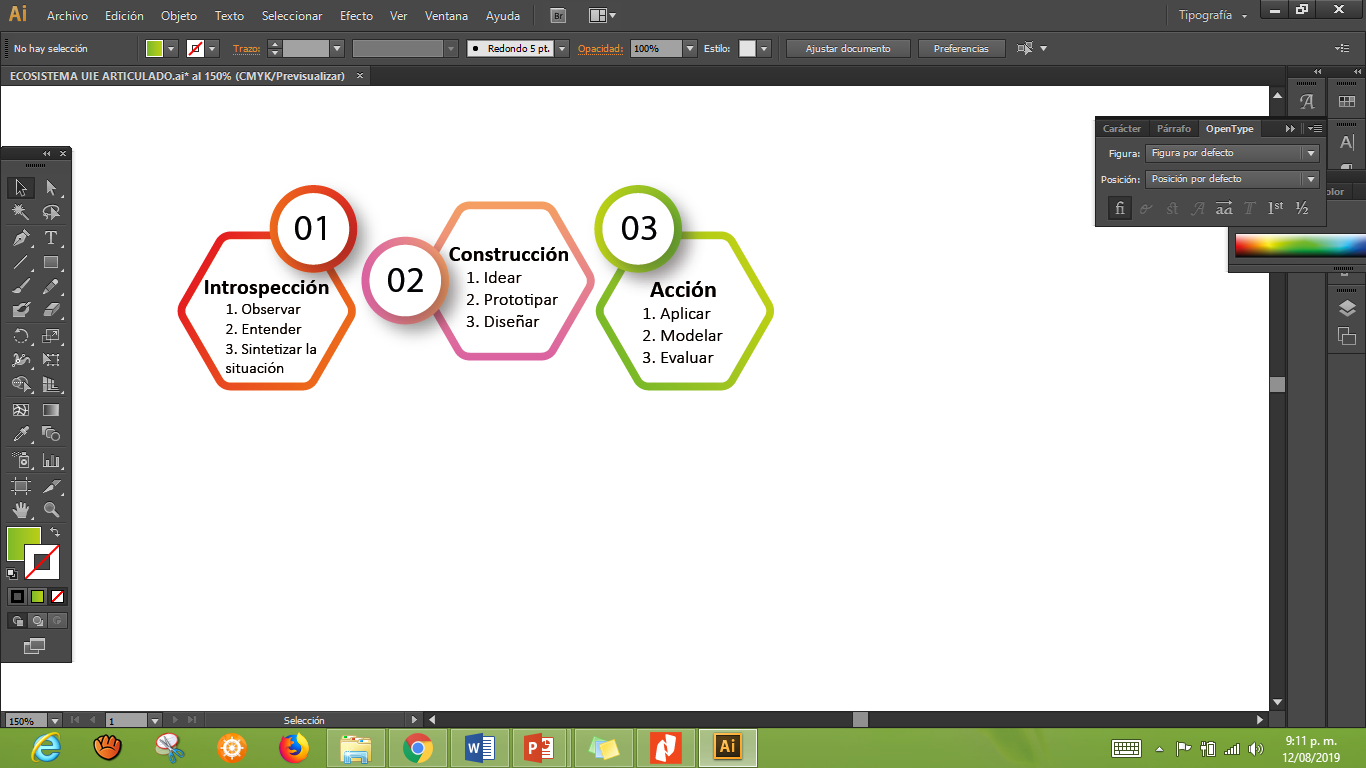 Ai Archivo Edición Objeto Texto Seleccionar Efecto Ver Ventana Ayuda Br Tipografía
No hay selección Trazo: Redondo 5 pt. Opacidad: 100% Estilo: Ajustar documento Preferencias
ECOSISTEMA UIE ARTICULADO.ai* al 150% (CMYK/Previsualizar)
Carácter Párrafo OpenType
Figura: Figura por defecto
Posición: Posición por defecto
olor
01
Introspección
1. Observar
2. Entender
3. Sintetizar la
situación
02
Construcción
1. Idear
2. Prototipar
3. Diseñar
03
Acción
1. Aplicar
2. Modelar
3. Evaluar
150% 1 Selección
9:11 p. m.
12/08/2019